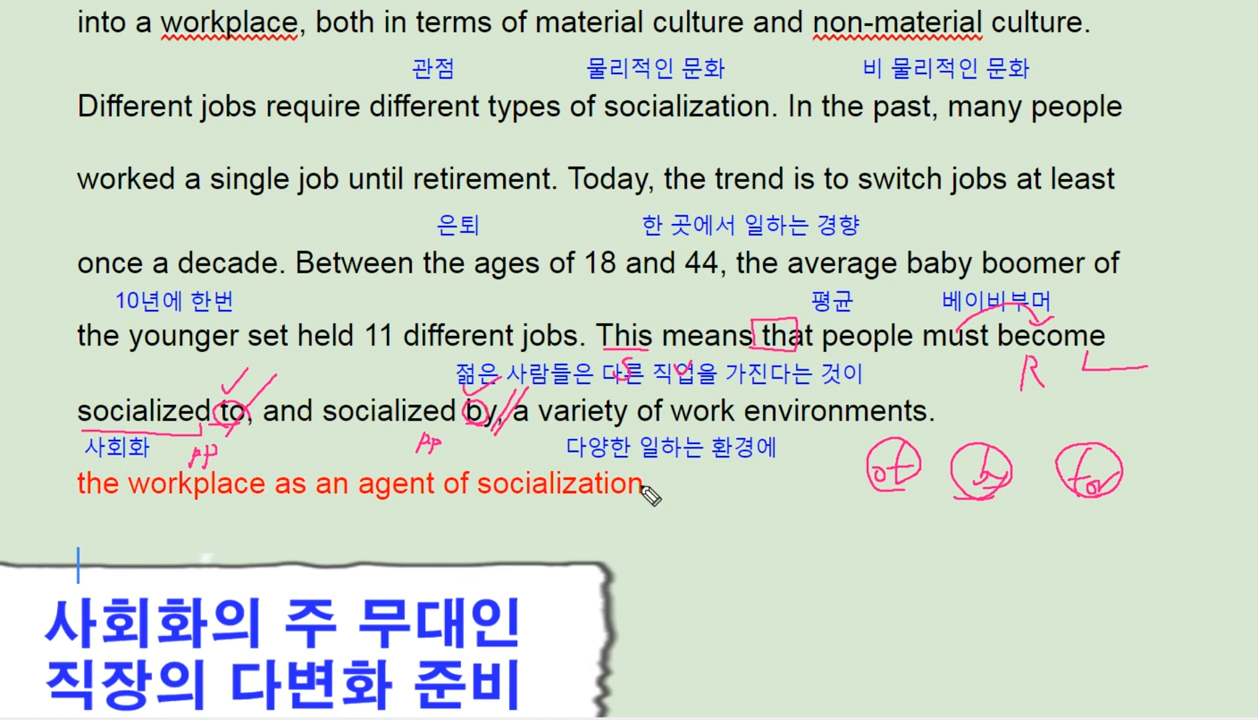 into a workplace, both in terms of material culture and non-material culture.
관점 물리적인 문화 비 물리적인 문화
Different jobs require different types of socialization. In the past, many people
worked a single job until retirement. Today, the trend is to switch jobs at least
은퇴 한 곳에서 일하는 경향
once a decade. Between the ages of 18 and 44, the average baby boomer of
10년에 한번 평균 베이비부머
the younger set held 11 different jobs. This means that people must become
젊은 사람들은 다른 직업을 가진다는 것이 S V R
socialized to, and socialized by, a variety of work environments.
사회화 PP PP 다양한 일하는 환경에
the workplace as an agent of socialization by for
사회화의 주 무대인
직장의 다변화 준비